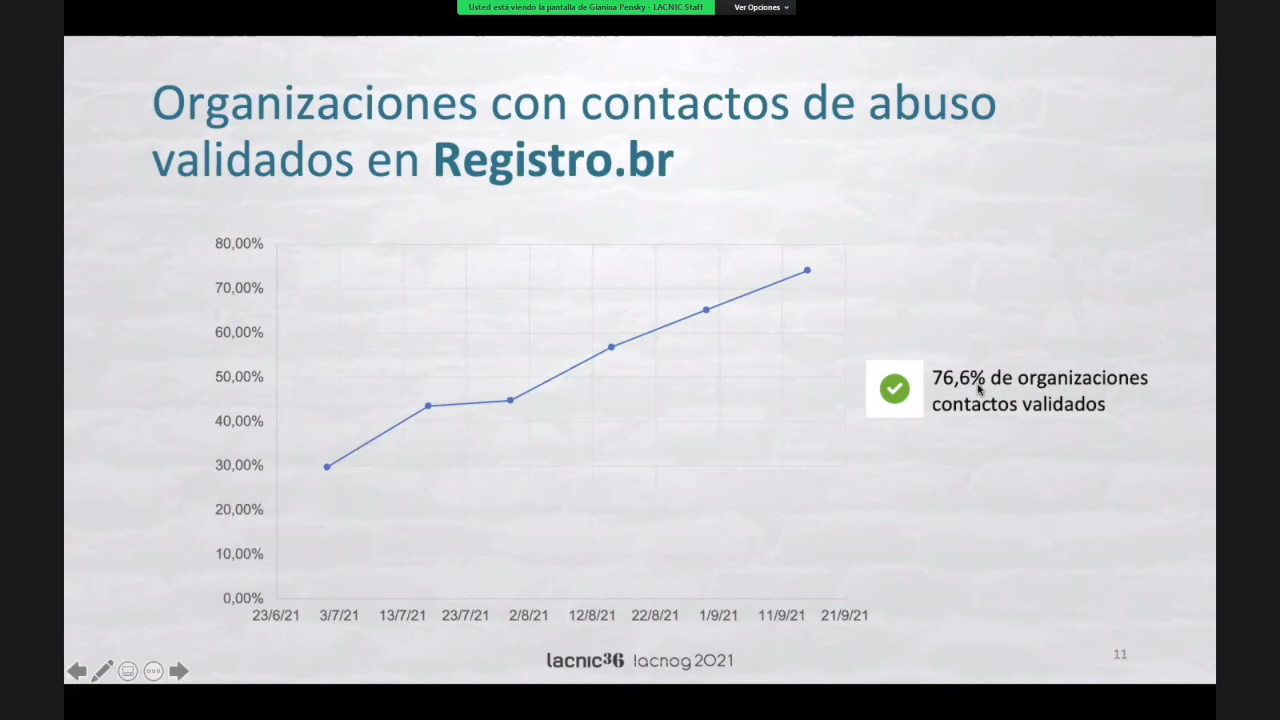 Usted está viendo la pantalla de Gianina Pensky - LACNIC Staff
Ver Opciones
Organizaciones con contactos de abuso
validados en Registro.br
80,00%
70,00%
60,00%
50,00%
40,00%
30,00%
20,00%
10,00%
0,00%
23/6/21 3/7/21 13/7/21 23/7/21 2/8/21 12/8/21 22/8/21 1/9/21 11/9/21 21/9/21
76,6% de organizaciones
contactos validados
lacnic36 lacnog2021
11